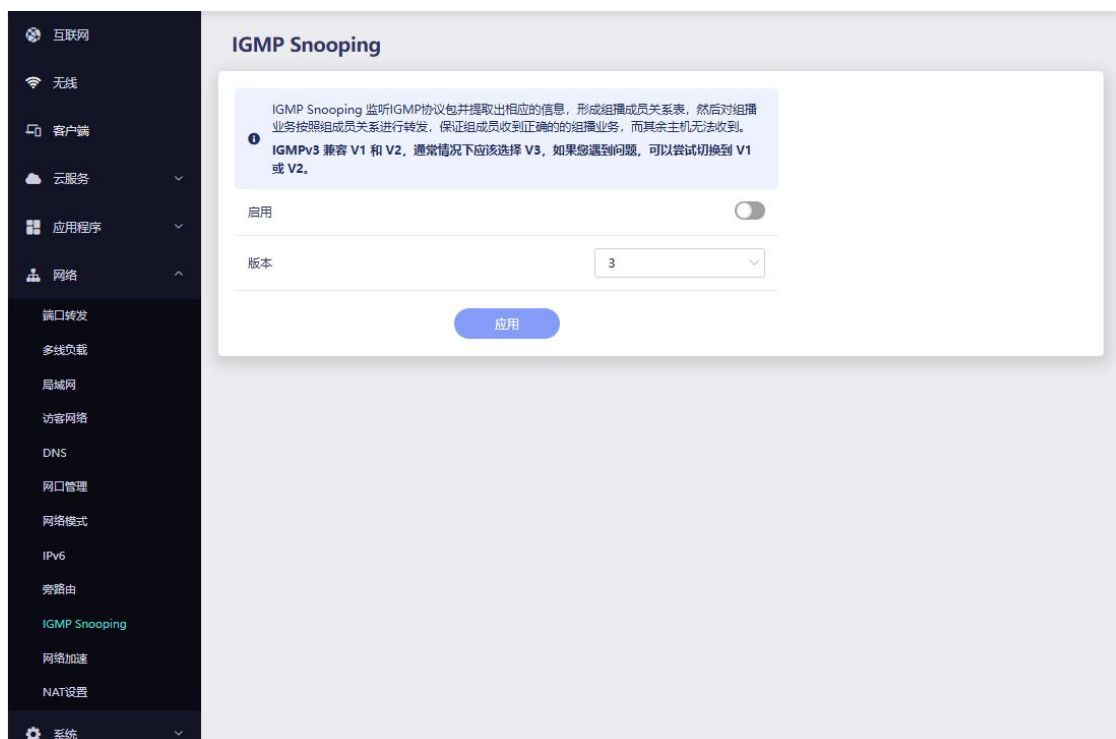 互联网
无线
客户端
云服务
应用程序
网络
端口转发
多线负载
局域网
访客网络
DNS
网口管理
网络模式
IPv6
旁路由
IGMP Snooping
网络加速
NAT设置
系统
IGMP Snooping
IGMP Snooping 监听IGMP协议包并提取出相应的信息，形成组播成员关系表，然后对组播
业务按照组成员关系进行转发，保证组成员收到正确的的组播业务，而其余主机无法收到。
IGMPv3 兼容 V1 和 V2，通常情况下应该选择 V3，如果您遇到问题，可以尝试切换到 V1
或 V2。
启用
版本
3
应用